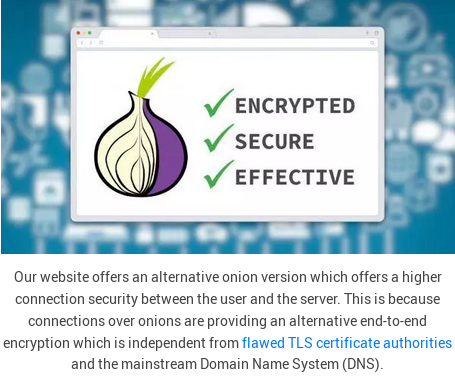 ENCRYPTED
SECURE
EFFECTIVE
Our website offers an alternative onion version which offers a higher
connection security between the user and the server. This is because
connections over onions are providing an alternative end-to-end
encryption which is independent from flawed TLS certificate authorities
and the mainstream Domain Name System (DNS).